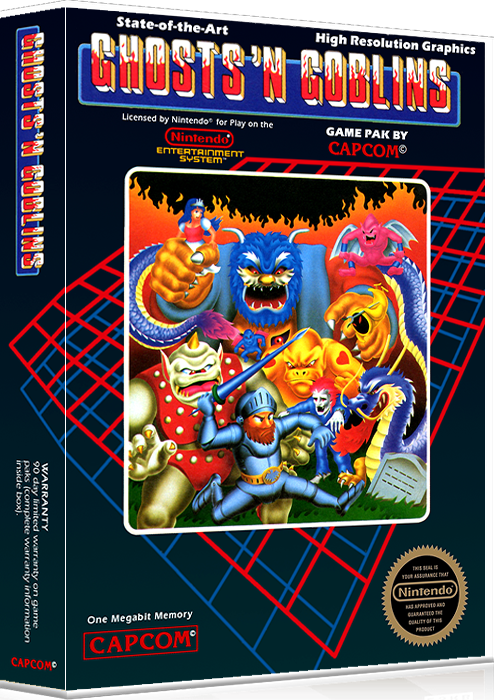 GHOSTS 'N GOBLINS
WARRANTY
90 day limited warranty on game
paks (complete warranty information
inside box).
CAPCOM©
State-of-the-Art
High Resolution Graphics
GHOSTS 'N GOBLINS
Licensed by Nintendo® for Play on the
Nintendo®
ENTERTAINMENT
SYSTEM™
GAME PAK BY
CAPCOM©
One Megabit Memory
CAPCOM©
THIS SEAL IS
YOUR ASSURANCE THAT
Nintendo®
HAS APPROVED AND
GUARANTEED THE
QUALITY OF THIS
PRODUCT